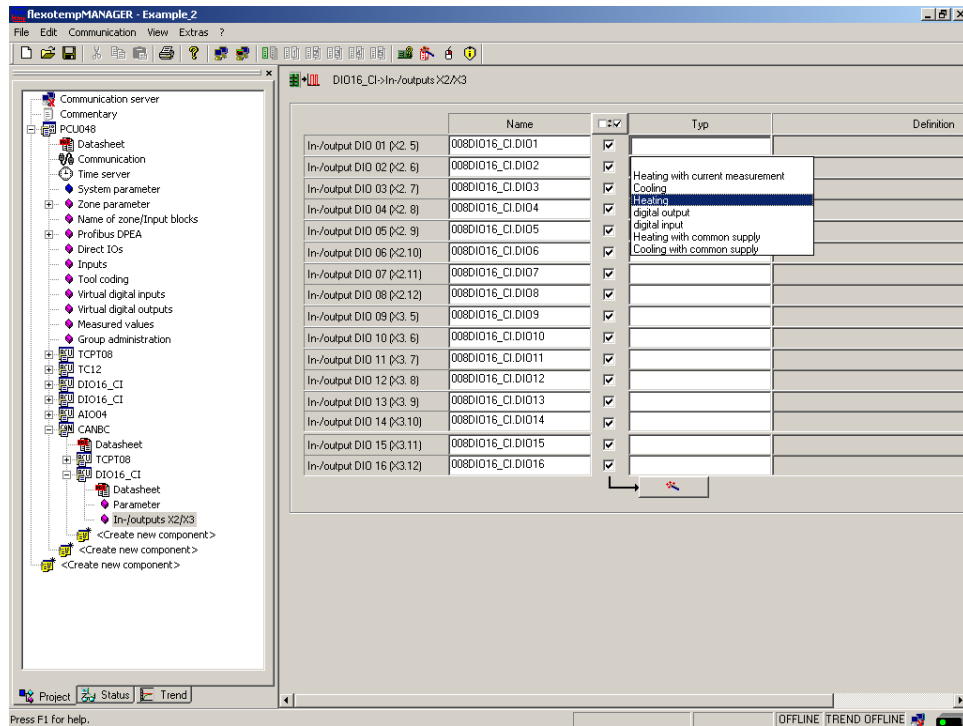 flexotempMANAGER - Example_2
File Edit Communication View Extras ?
Communication server
Commentary
PCU048
Datasheet
Communication
Time server
System parameter
Zone parameter
Name of zone/Input blocks
Profibus DPEA
Direct IOs
Inputs
Tool coding
Virtual digital inputs
Virtual digital outputs
Measured values
Group administration
TCPT08
TC12
DIO16_CI
DIO16_CI
AIO04
CANBC
Datasheet
TCPT08
DIO16_CI
Datasheet
Parameter
In-/outputs X2/X3
<Create new component>
<Create new component>
<Create new component>
Project Status Trend
DIO16_CI->In-/outputs X2/X3
Name Typ Definition
In-/output DIO 01 (X2. 5) 008DIO16_CI.DIO1
In-/output DIO 02 (X2. 6) 008DIO16_CI.DIO2
In-/output DIO 03 (X2. 7) 008DIO16_CI.DIO3
In-/output DIO 04 (X2. 8) 008DIO16_CI.DIO4
In-/output DIO 05 (X2. 9) 008DIO16_CI.DIO5
In-/output DIO 06 (X2.10) 008DIO16_CI.DIO6
In-/output DIO 07 (X2.11) 008DIO16_CI.DIO7
In-/output DIO 08 (X2.12) 008DIO16_CI.DIO8
In-/output DIO 09 (X3. 5) 008DIO16_CI.DIO9
In-/output DIO 10 (X3. 6) 008DIO16_CI.DIO10
In-/output DIO 11 (X3. 7) 008DIO16_CI.DIO11
In-/output DIO 12 (X3. 8) 008DIO16_CI.DIO12
In-/output DIO 13 (X3. 9) 008DIO16_CI.DIO13
In-/output DIO 14 (X3.10) 008DIO16_CI.DIO14
In-/output DIO 15 (X3.11) 008DIO16_CI.DIO15
In-/output DIO 16 (X3.12) 008DIO16_CI.DIO16
Heating with current measurement
Cooling
Heating
digital output
digital input
Heating with common supply
Cooling with common supply
Press F1 for help.
OFFLINE TREND OFFLINE